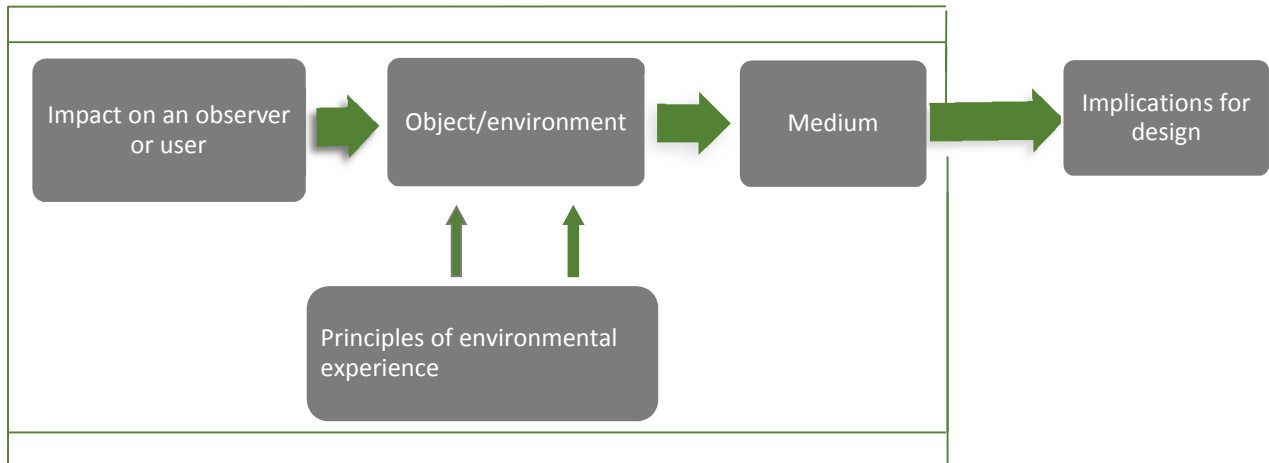 Impact on an observer
or user
Object/environment
Medium
Implications for
design
Principles of environmental
experience